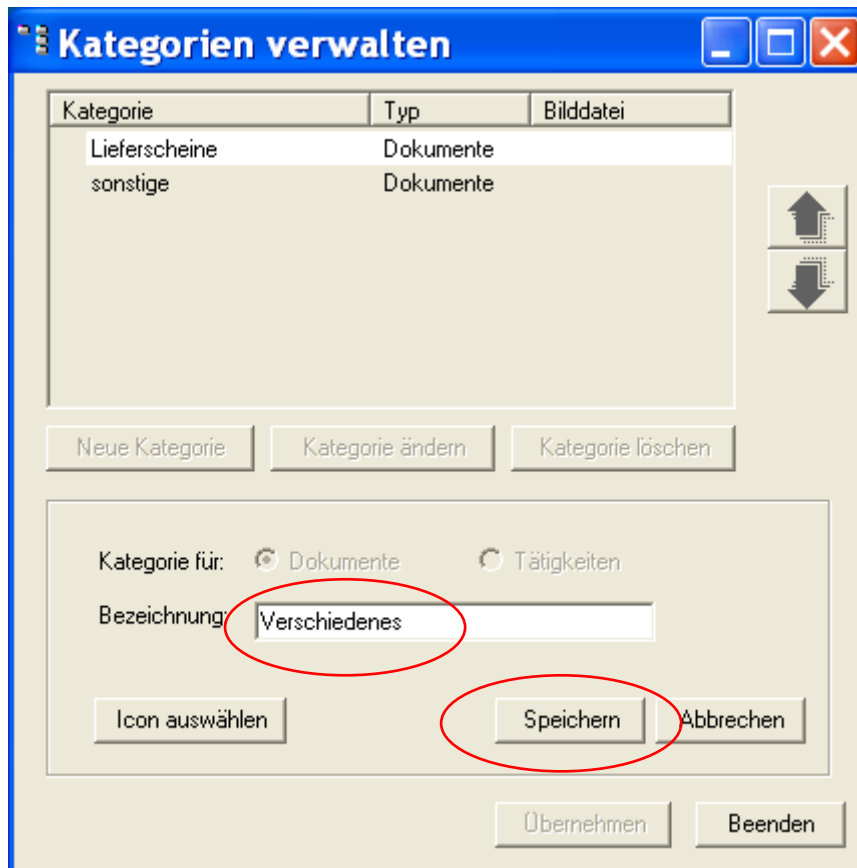 Kategorien verwalten
Kategorie Typ Bilddatei
Lieferscheine Dokumente
sonstige Dokumente
Neue Kategorie Kategorie ändern Kategorie löschen
Kategorie für: Dokumente Tätigkeiten
Bezeichnung: Verschiedenes
Icon auswählen Speichern Abbrechen
Übernehmen Beenden